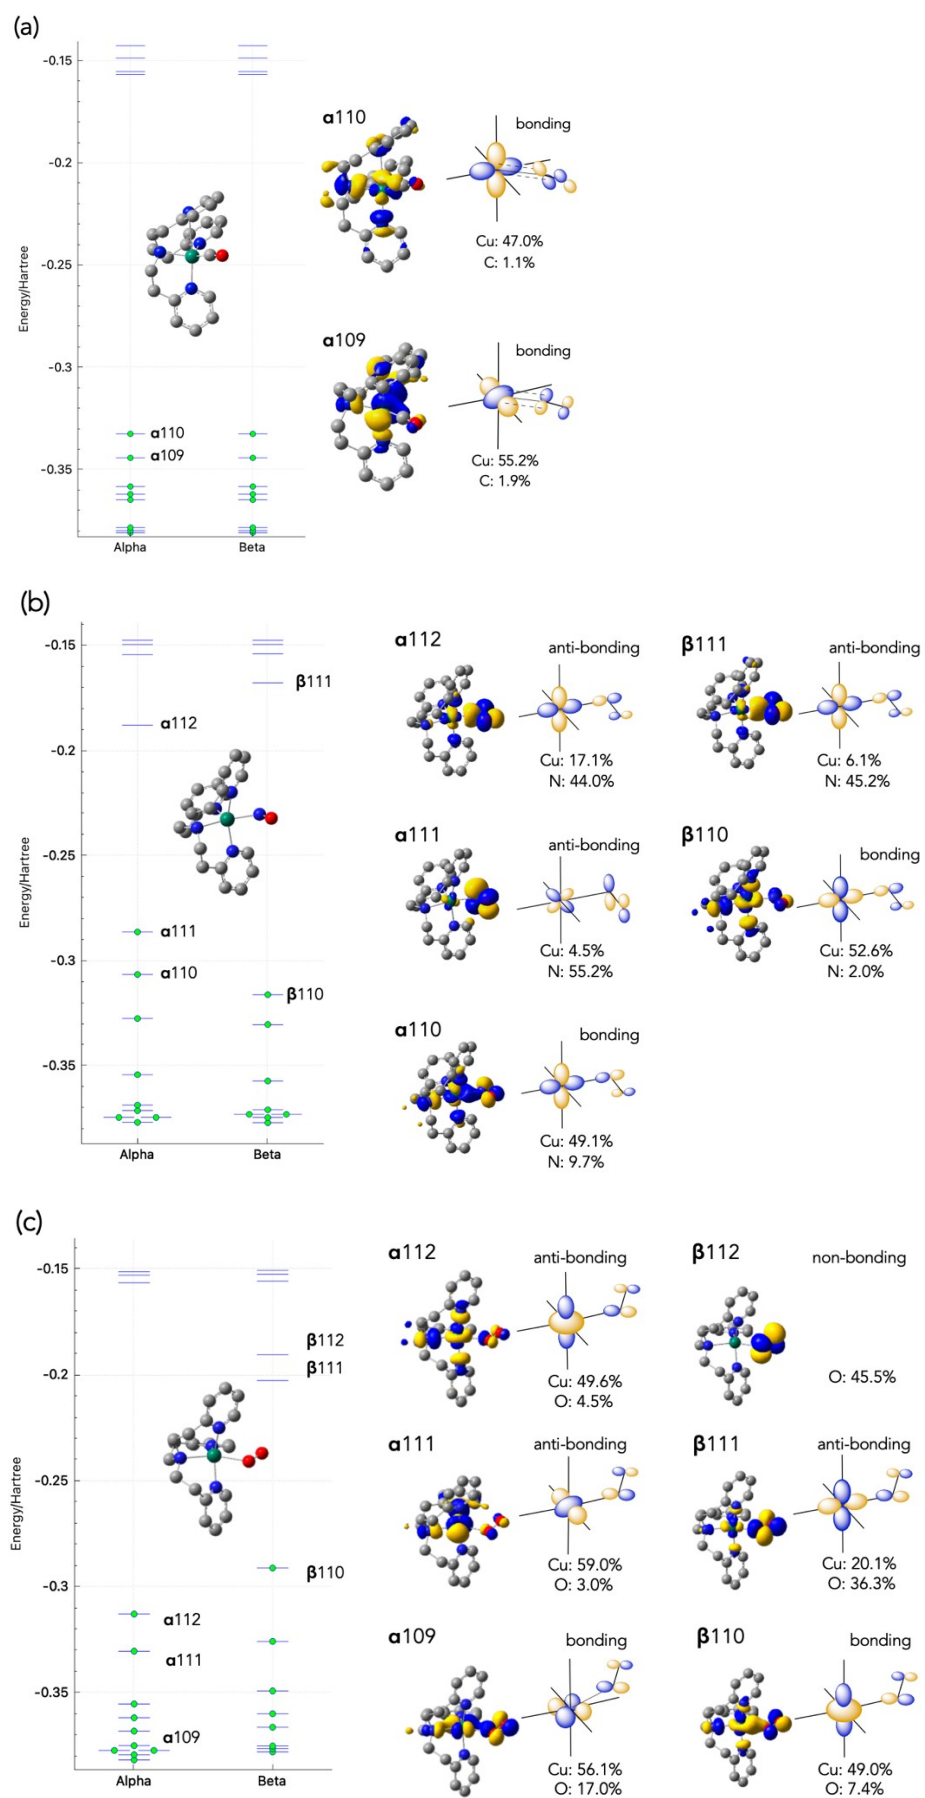 (a)
-0.15
-0.2
-0.25
-0.3
-0.35
Energy/Hartree
Alpha
Beta
α110
α109
α110
bonding
Cu: 47.0%
C: 1.1%
α109
bonding
Cu: 55.2%
C: 1.9%
(b)
-0.15
-0.2
-0.25
-0.3
-0.35
Energy/Hartree
Alpha
Beta
β111
α112
α111
α110
β110
α112
anti-bonding
Cu: 17.1%
N: 44.0%
β111
anti-bonding
Cu: 6.1%
N: 45.2%
α111
anti-bonding
Cu: 4.5%
N: 55.2%
β110
bonding
Cu: 52.6%
N: 2.0%
α110
bonding
Cu: 49.1%
N: 9.7%
(c)
-0.15
-0.2
-0.25
-0.3
-0.35
Energy/Hartree
Alpha
Beta
β112
β111
β110
α112
α111
α109
α112
anti-bonding
Cu: 49.6%
O: 4.5%
β112
non-bonding
O: 45.5%
α111
anti-bonding
Cu: 59.0%
O: 3.0%
β111
anti-bonding
Cu: 20.1%
O: 36.3%
α109
bonding
Cu: 56.1%
O: 17.0%
β110
bonding
Cu: 49.0%
O: 7.4%